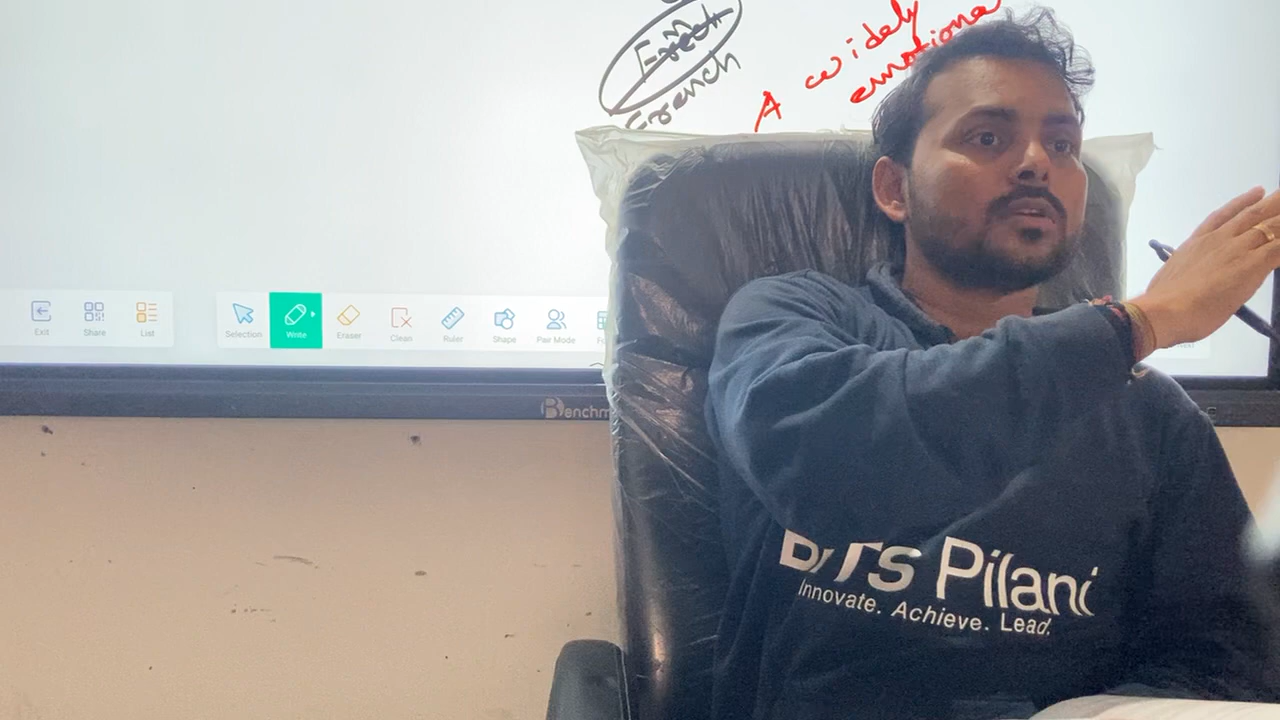 French
A widely
emotional
Exit Share List Selection Write Eraser Clean Ruler Shape Pair Mode
Benchm
BITS Pilani
Innovate. Achieve. Lead.